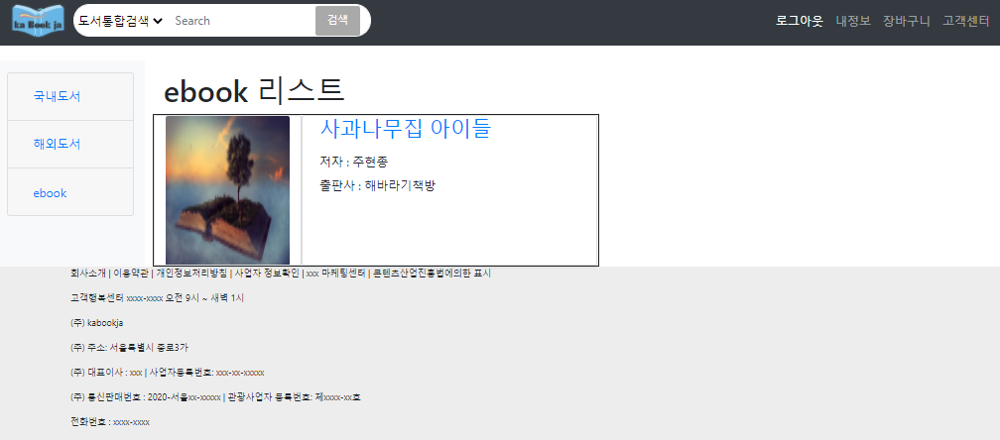 ka Book ja
도서통합검색 Search 검색
로그아웃 내정보 장바구니 고객센터
국내도서
해외도서
ebook
ebook 리스트
사과나무집 아이들
저자 : 주현종
출판사 : 해바라기책방
회사소개 | 이용약관 | 개인정보처리방침 | 사업자 정보확인 | xxx 마케팅센터 | 콘텐츠산업진흥법에의한 표시
고객행복센터 xxxx-xxxx 오전 9시 ~ 새벽 1시
(주) kabookja
(주) 주소: 서울특별시 종로3가
(주) 대표이사 : xxx | 사업자등록번호: xxx-xx-xxxxx
(주) 통신판매번호 : 2020-서울xx-xxxxx | 관광사업자 등록번호: 제xxxx-xx호
전화번호 : xxxx-xxxx